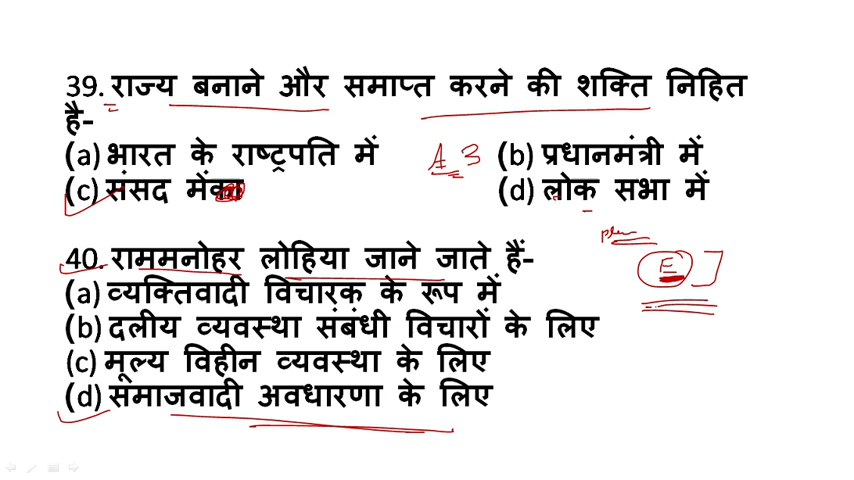 39. राज्य बनाने और समाप्त करने की शक्ति निहित
है-
(a) भारत के राष्ट्रपति में A 3 (b) प्रधानमंत्री में
(c) संसद में (d) लोक सभा में
40. राममनोहर लोहिया जाने जाते हैं-
E
(a) व्यक्तिवादी विचारक के रूप में
(b) दलीय व्यवस्था संबंधी विचारों के लिए
(c) मूल्य विहीन व्यवस्था के लिए
(d) समाजवादी अवधारणा के लिए